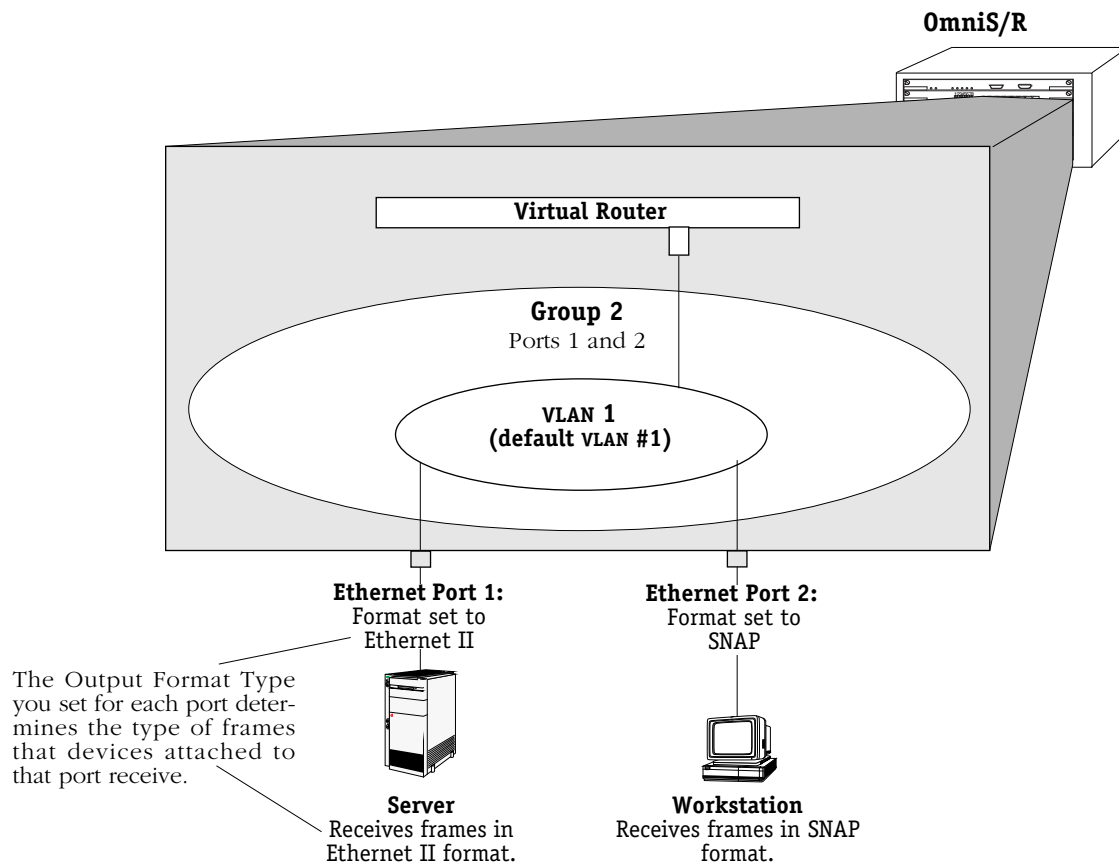 OmniS/R
Virtual Router
Group 2
Ports 1 and 2
VLAN 1
(default VLAN #1)
Ethernet Port 1:
Format set to
Ethernet II
Ethernet Port 2:
Format set to
SNAP
The Output Format Type
you set for each port deter-
mines the type of frames
that devices attached to
that port receive.
Server
Receives frames in
Ethernet II format.
Workstation
Receives frames in SNAP
format.